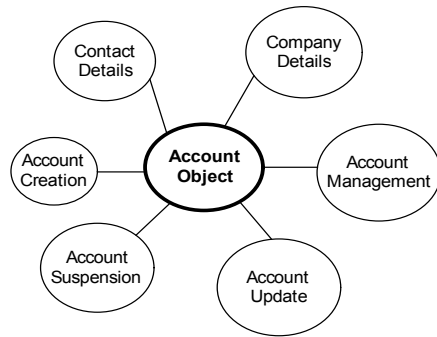 Contact
Details
Company
Details
Account
Creation
Account
Object
Account
Management
Account
Suspension
Account
Update